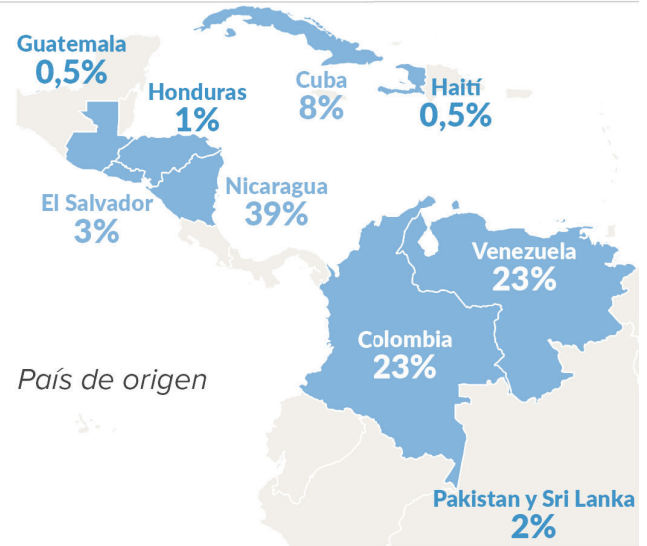 Guatemala
0,5%
Honduras
1%
Cuba
8%
Haití
0,5%
El Salvador
3%
Nicaragua
39%
Venezuela
23%
Colombia
23%
País de origen
Pakistan y Sri Lanka
2%